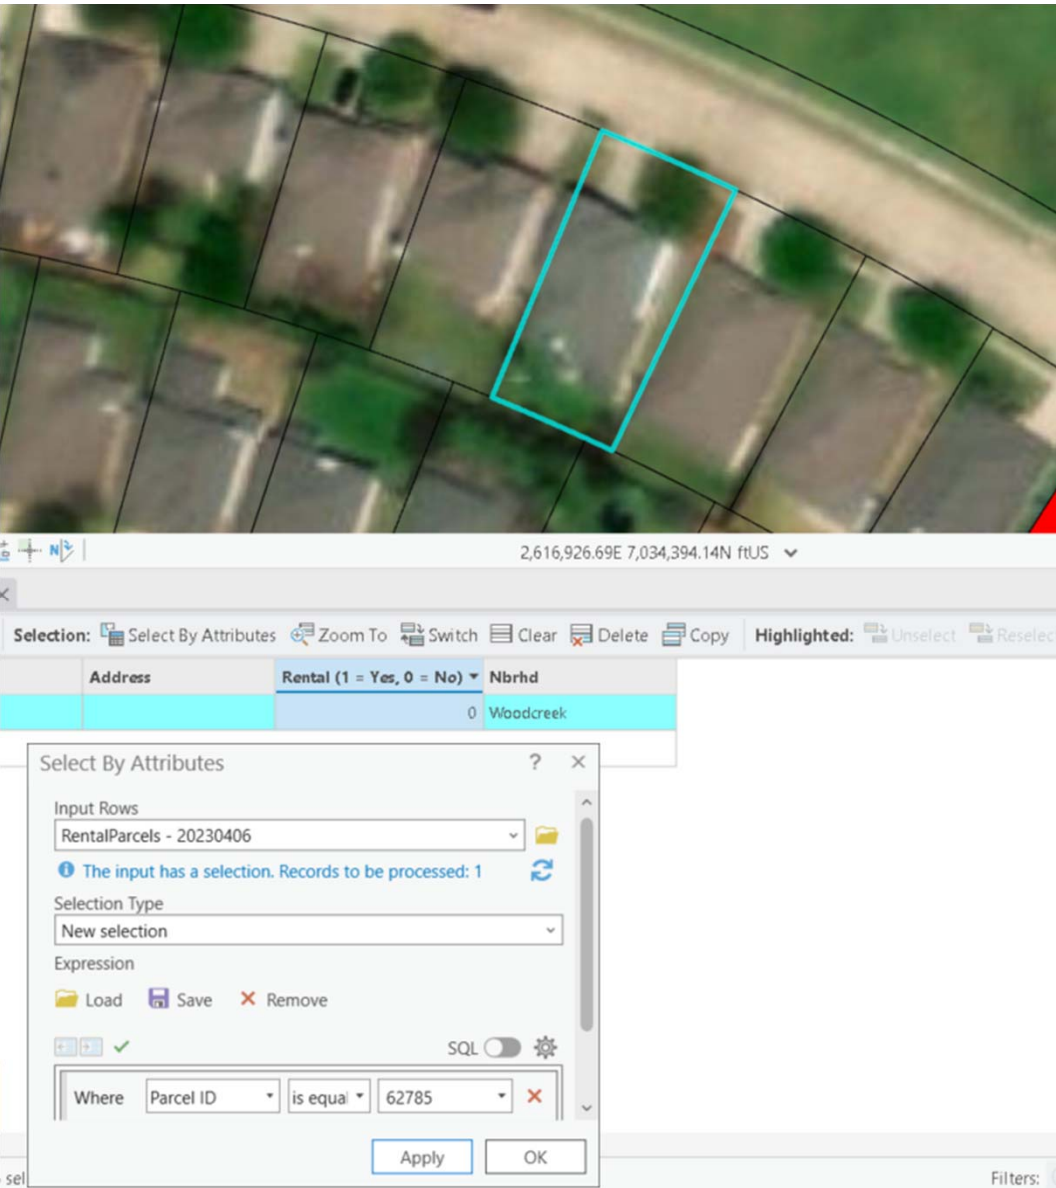 2,616,926.69E 7,034,394.14N ftUS
Selection: Select By Attributes Zoom To Switch Clear Delete Copy Highlighted: Unselect Reselec
Address Rental (1 = Yes, 0 = No) Nbrhd
0 Woodcreek
Select By Attributes ?
Input Rows
RentalParcels - 20230406
The input has a selection. Records to be processed: 1
Selection Type
New selection
Expression
Load Save Remove
SQL
Where Parcel ID is equal 62785
Apply OK
sel
Filters: